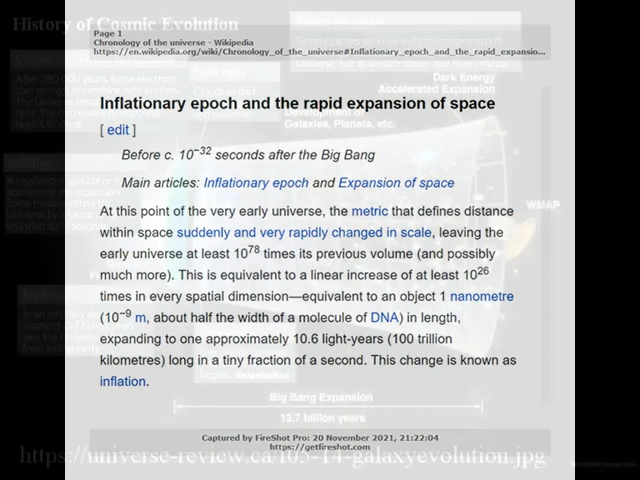 History of Cosmic Evolution
Page 1
Chronology of the universe - Wikipedia
https://en.wikipedia.org/wiki/Chronology_of_the_universe#Inflationary_epoch_and_the_rapid_expansio...
Dark Energy
Accelerated Expansion
Inflationary epoch and the rapid expansion of space
[ edit ]
Galaxies, Planets, etc.
Before c. 10⁻³² seconds after the Big Bang
Main articles: Inflationary epoch and Expansion of space
WMAP
At this point of the very early universe, the metric that defines distance
within space suddenly and very rapidly changed in scale, leaving the
early universe at least 10⁷⁸ times its previous volume (and possibly
much more). This is equivalent to a linear increase of at least 10²⁶
times in every spatial dimension—equivalent to an object 1 nanometre
(10⁻⁹ m, about half the width of a molecule of DNA) in length,
expanding to one approximately 10.6 light-years (100 trillion
kilometres) long in a tiny fraction of a second. This change is known as
inflation.
Big Bang Expansion
13.7 billion years
Captured by FireShot Pro: 20 November 2021, 21:22:04
https://getfireshot.com
https://universe-review.ca/I05-14-galaxyevolution.jpg